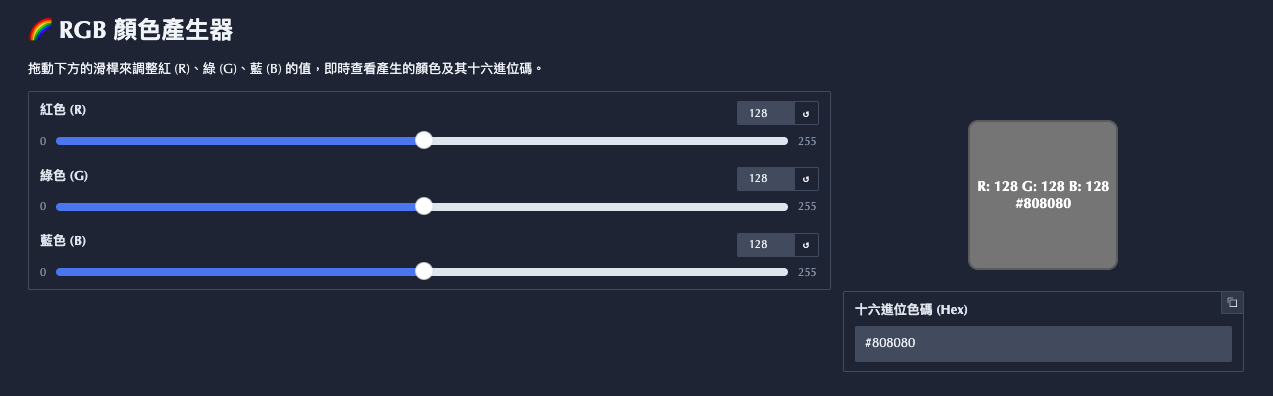 🌈 RGB 顏色產生器
拖動下方的滑桿來調整紅 (R)、綠 (G)、藍 (B) 的值，即時查看產生的顏色及其十六進位碼。
紅色 (R)
128 ↺
0 255
綠色 (G)
128 ↺
0 255
藍色 (B)
128 ↺
0 255
R: 128 G: 128 B: 128
#808080
十六進位色碼 (Hex)
#808080